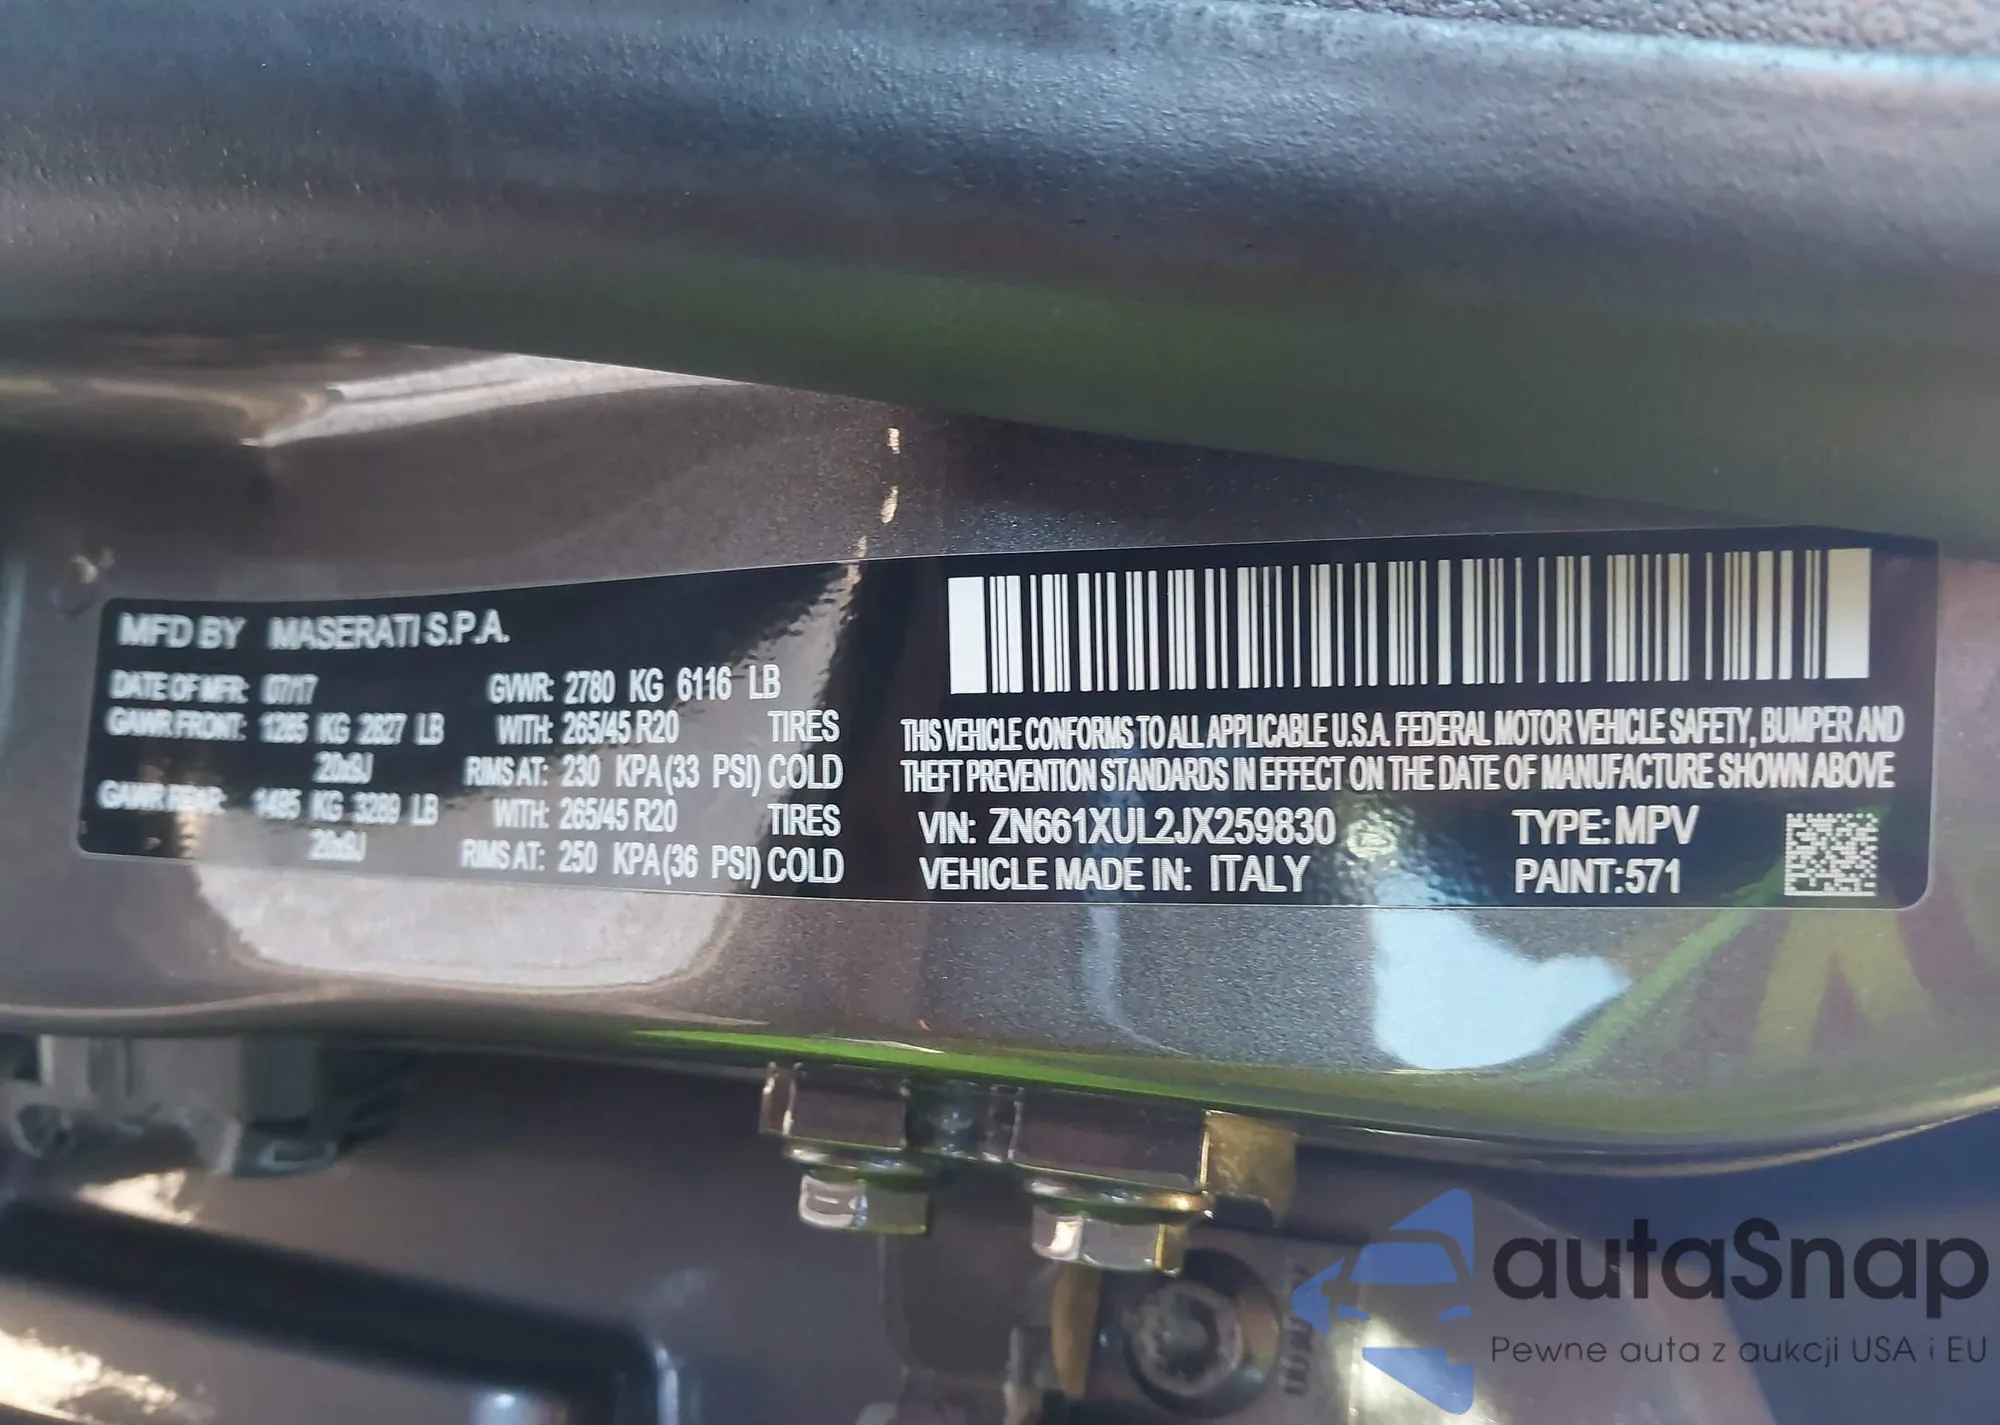 MFD BY MASERATI S.P.A.
DATE OF MFR: 07/17 GVWR: 2780 KG 6116 LB
GAWR FRONT: 1285 KG 2827 LB WITH: 265/45 R20 TIRES
20x9J RIMS AT: 230 KPA (33 PSI) COLD
GAWR REAR: 1495 KG 3289 LB WITH: 265/45 R20 TIRES
20x9J RIMS AT: 250 KPA (36 PSI) COLD
THIS VEHICLE CONFORMS TO ALL APPLICABLE U.S.A. FEDERAL MOTOR VEHICLE SAFETY, BUMPER AND
THEFT PREVENTION STANDARDS IN EFFECT ON THE DATE OF MANUFACTURE SHOWN ABOVE
VIN: ZN661XUL2JX259830 TYPE: MPV
VEHICLE MADE IN: ITALY PAINT: 571
autaSnap
Pewne auta z aukcji USA i EU